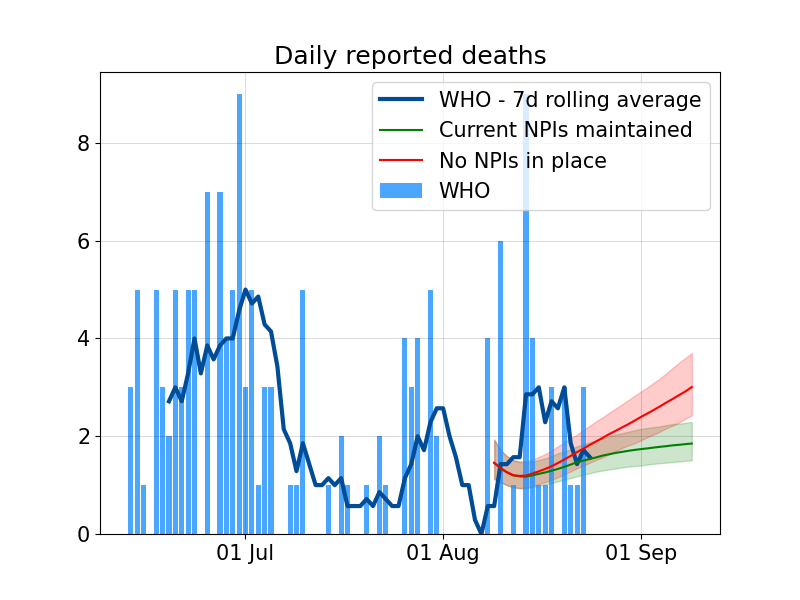 Daily reported deaths
WHO - 7d rolling average
Current NPIs maintained
No NPIs in place
WHO
8
6
4
2
0
01 Jul
01 Aug
01 Sep